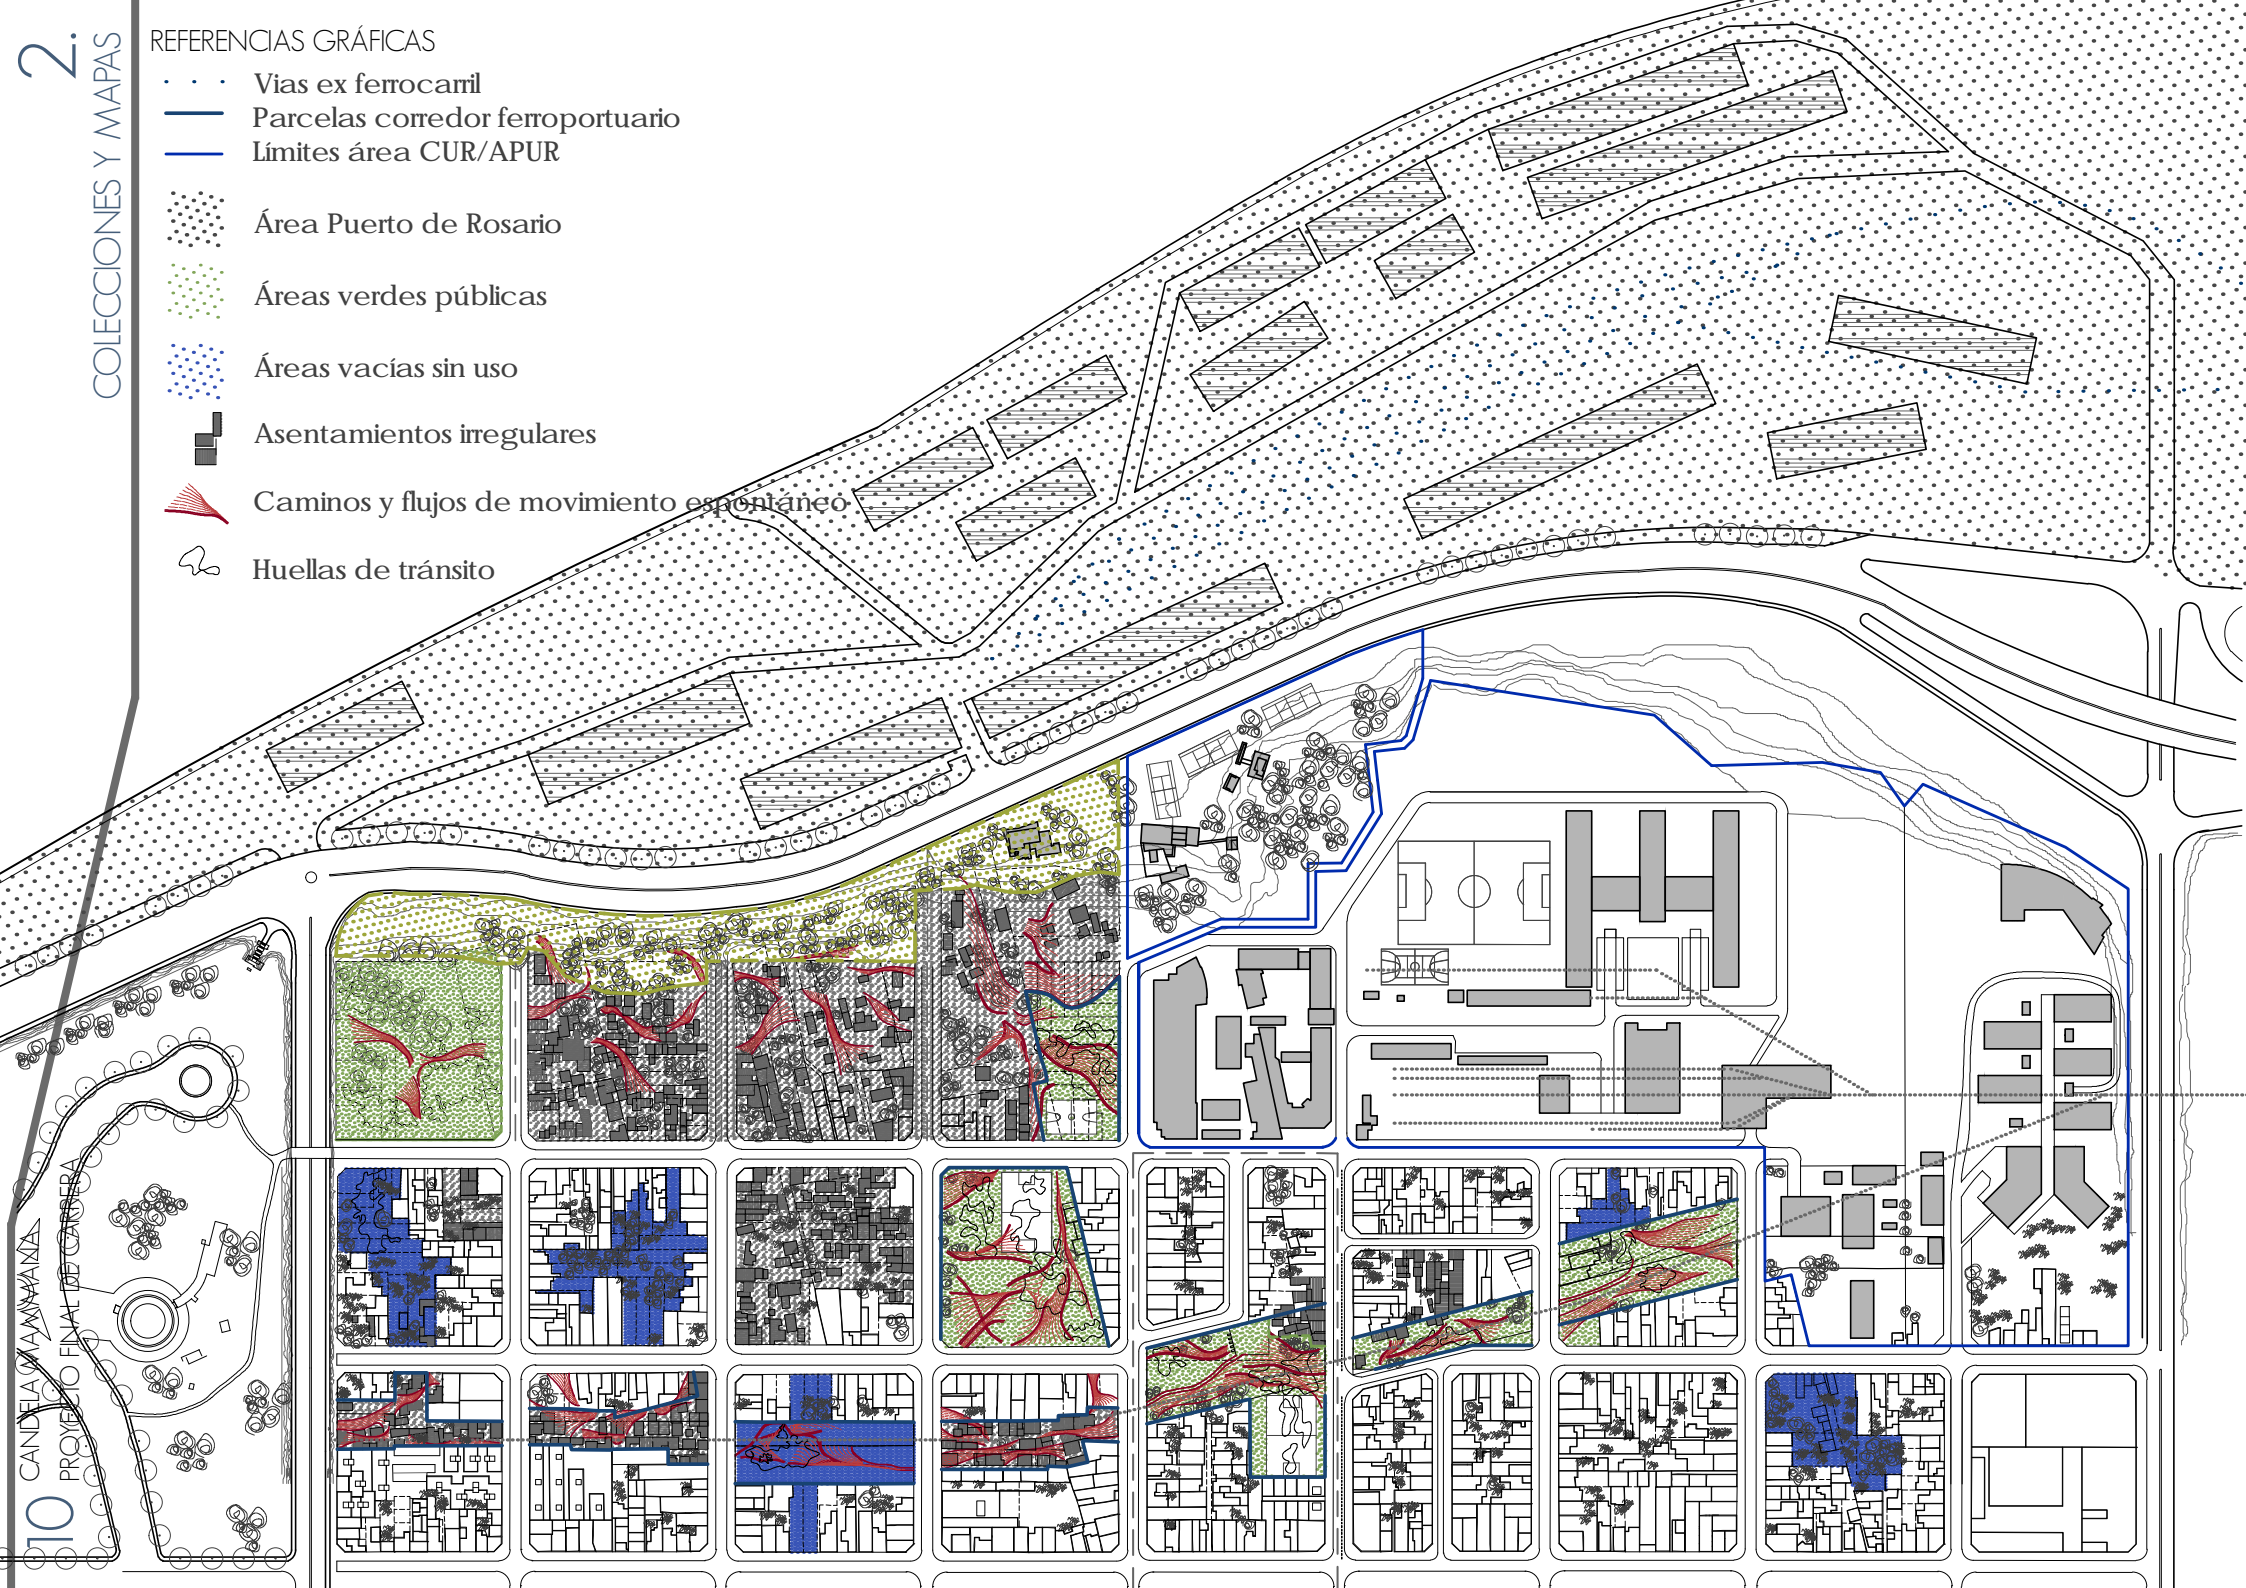 2.
COLECCIONES Y MAPAS
REFERENCIAS GRÁFICAS
Vias ex ferrocarril
Parcelas corredor ferroportuario
Límites área CUR/APUR
Área Puerto de Rosario
Áreas verdes públicas
Áreas vacías sin uso
Asentamientos irregulares
Caminos y flujos de movimiento espontáneo
Huellas de tránsito
PROYECTO FINAL DE CARRERA
110